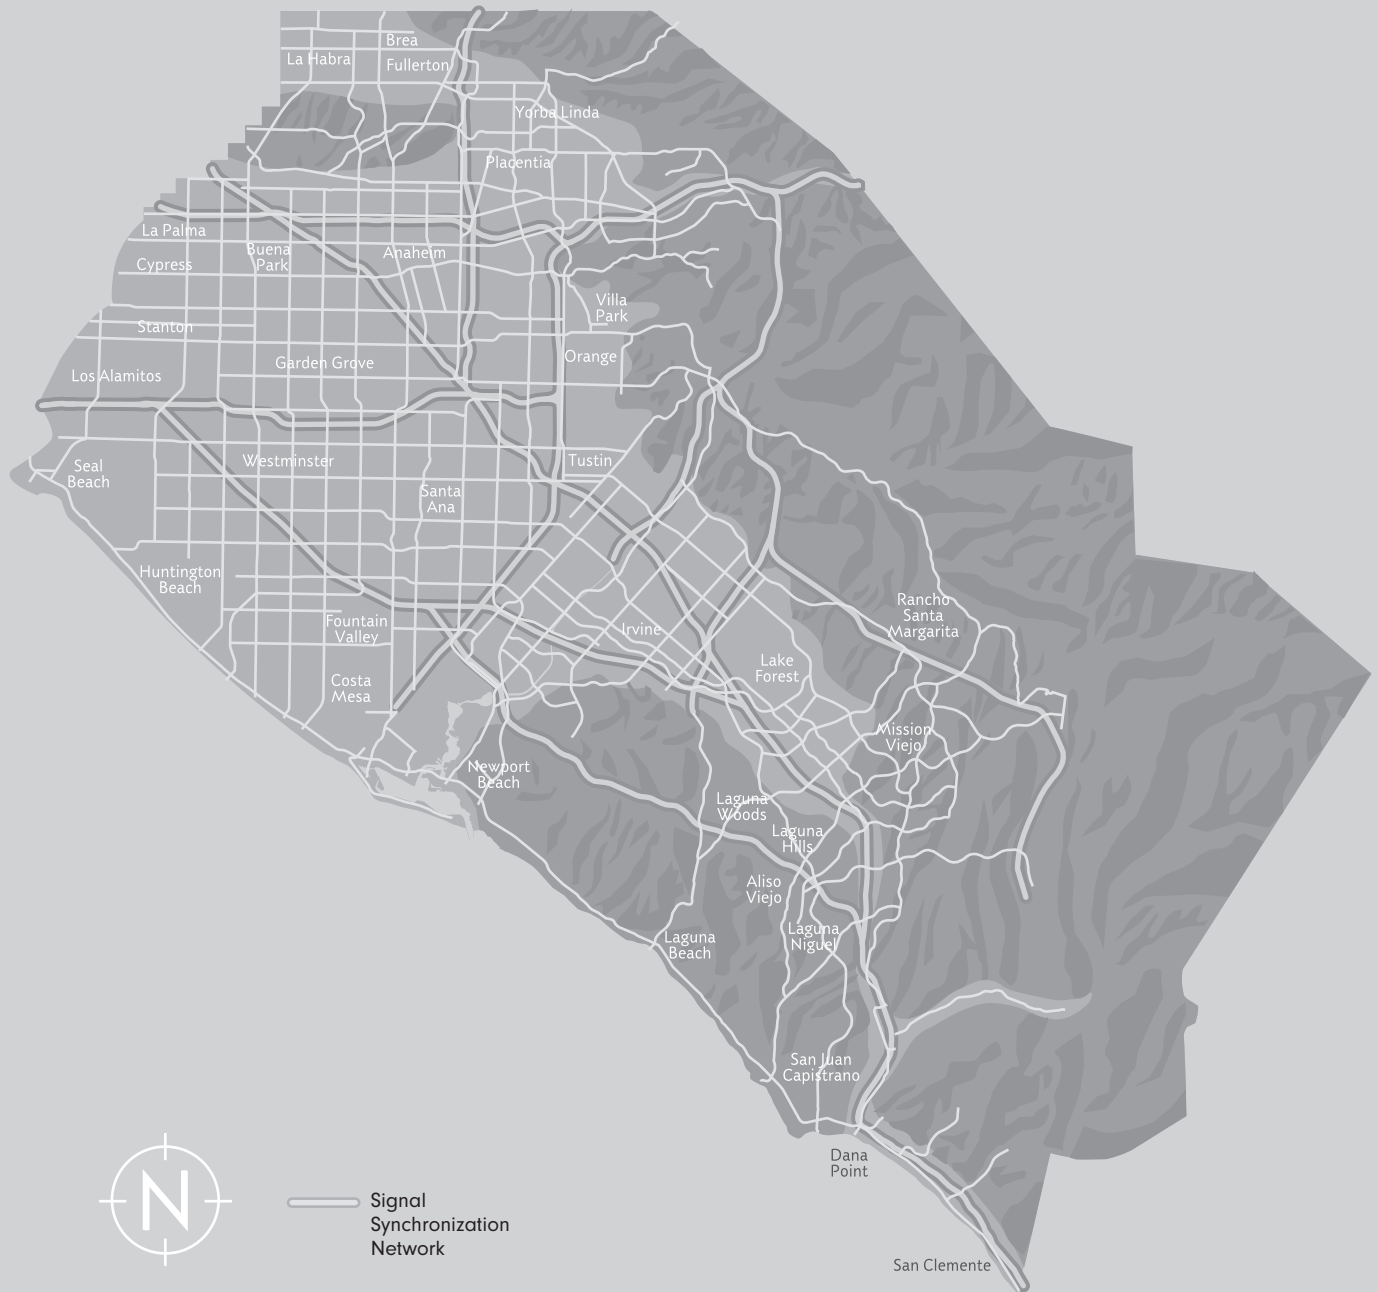 Brea
La Habra
Fullerton
Yorba Linda
Placentia
La Palma
Buena
Park
Anaheim
Cypress
Villa
Park
Stanton
Orange
Garden Grove
Los Alamitos
Westminster
Tustin
Seal
Beach
Santa
Ana
Huntington
Beach
Rancho
Santa
Margarita
Fountain
Valley
Irvine
Lake
Forest
Costa
Mesa
Mission
Viejo
Newport
Beach
Laguna
Woods
Laguna
Hills
Aliso
Viejo
Laguna
Niguel
Laguna
Beach
San Juan
Capistrano
Dana
Point
San Clemente
N
Signal
Synchronization
Network